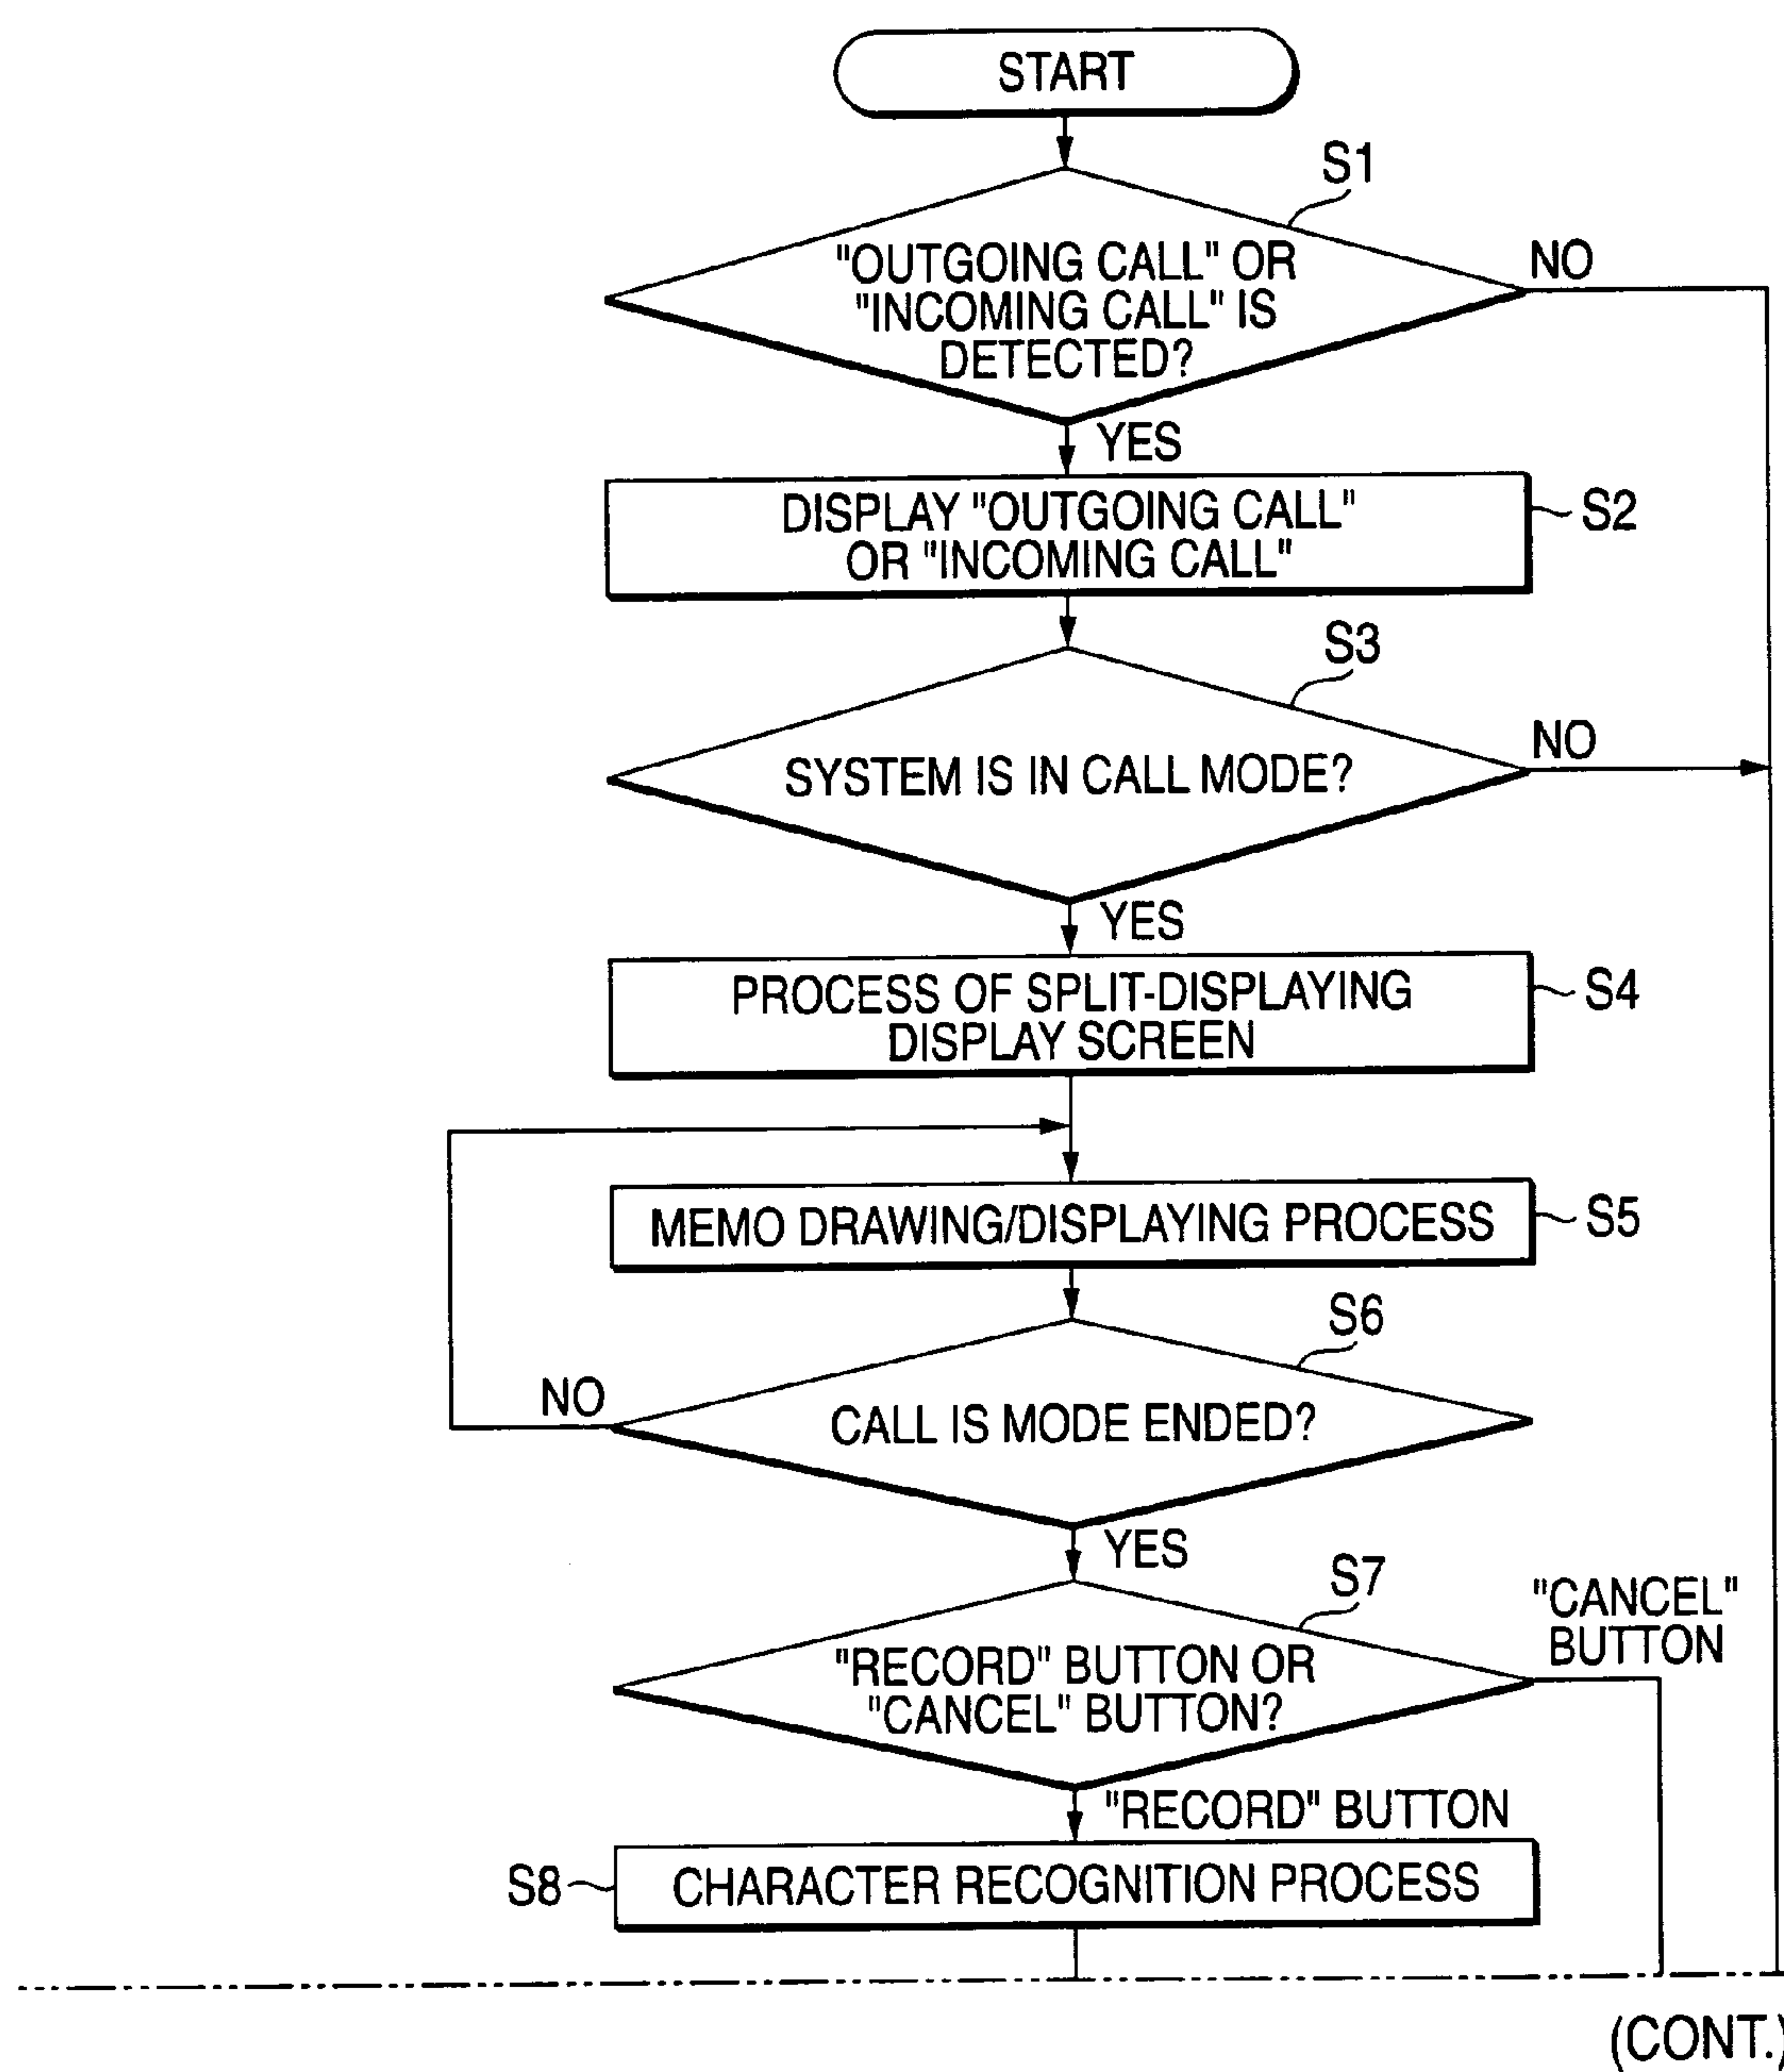 START
S1
"OUTGOING CALL" OR
"INCOMING CALL" IS
DETECTED?
NO
YES
DISPLAY "OUTGOING CALL"
OR "INCOMING CALL"
S2
S3
SYSTEM IS IN CALL MODE?
NO
YES
PROCESS OF SPLIT-DISPLAYING
DISPLAY SCREEN
S4
MEMO DRAWING/DISPLAYING PROCESS
S5
S6
NO
CALL IS MODE ENDED?
YES
S7
"CANCEL"
BUTTON
"RECORD" BUTTON OR
"CANCEL" BUTTON?
"RECORD" BUTTON
S8
CHARACTER RECOGNITION PROCESS
(CONT.)